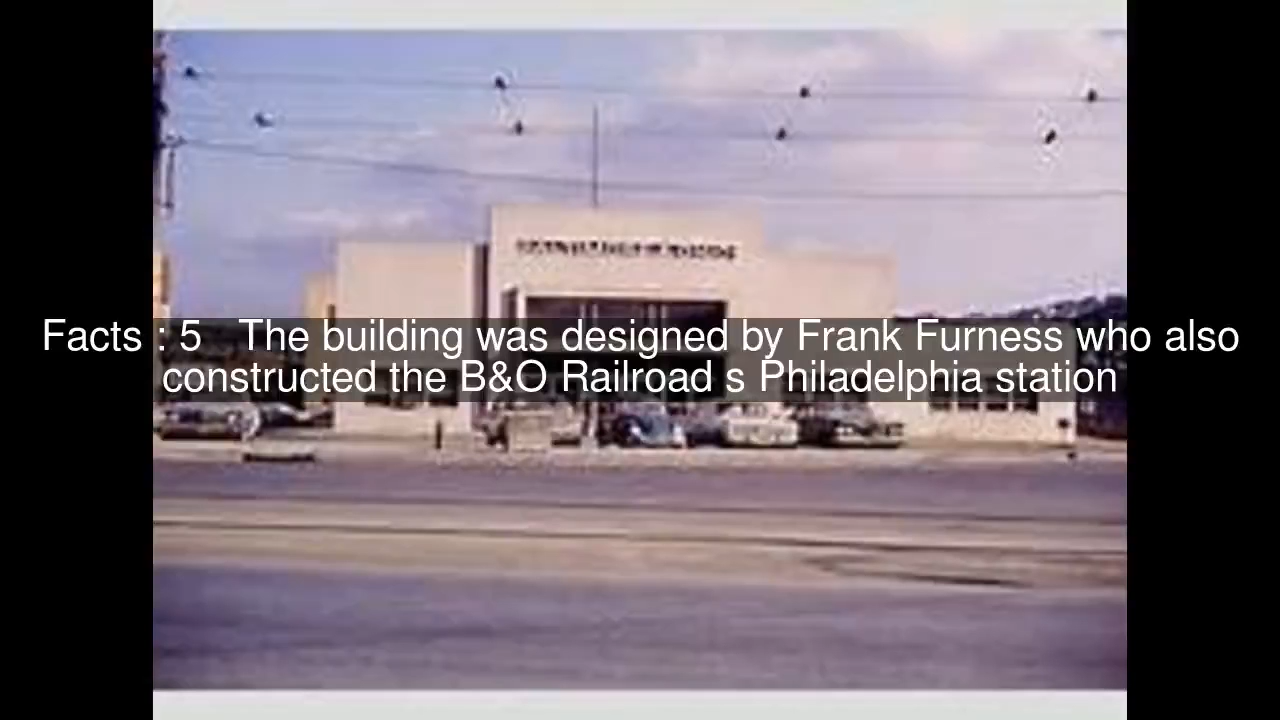 Facts : 5   The building was designed by Frank Furness who also
constructed the B&O Railroad s Philadelphia station